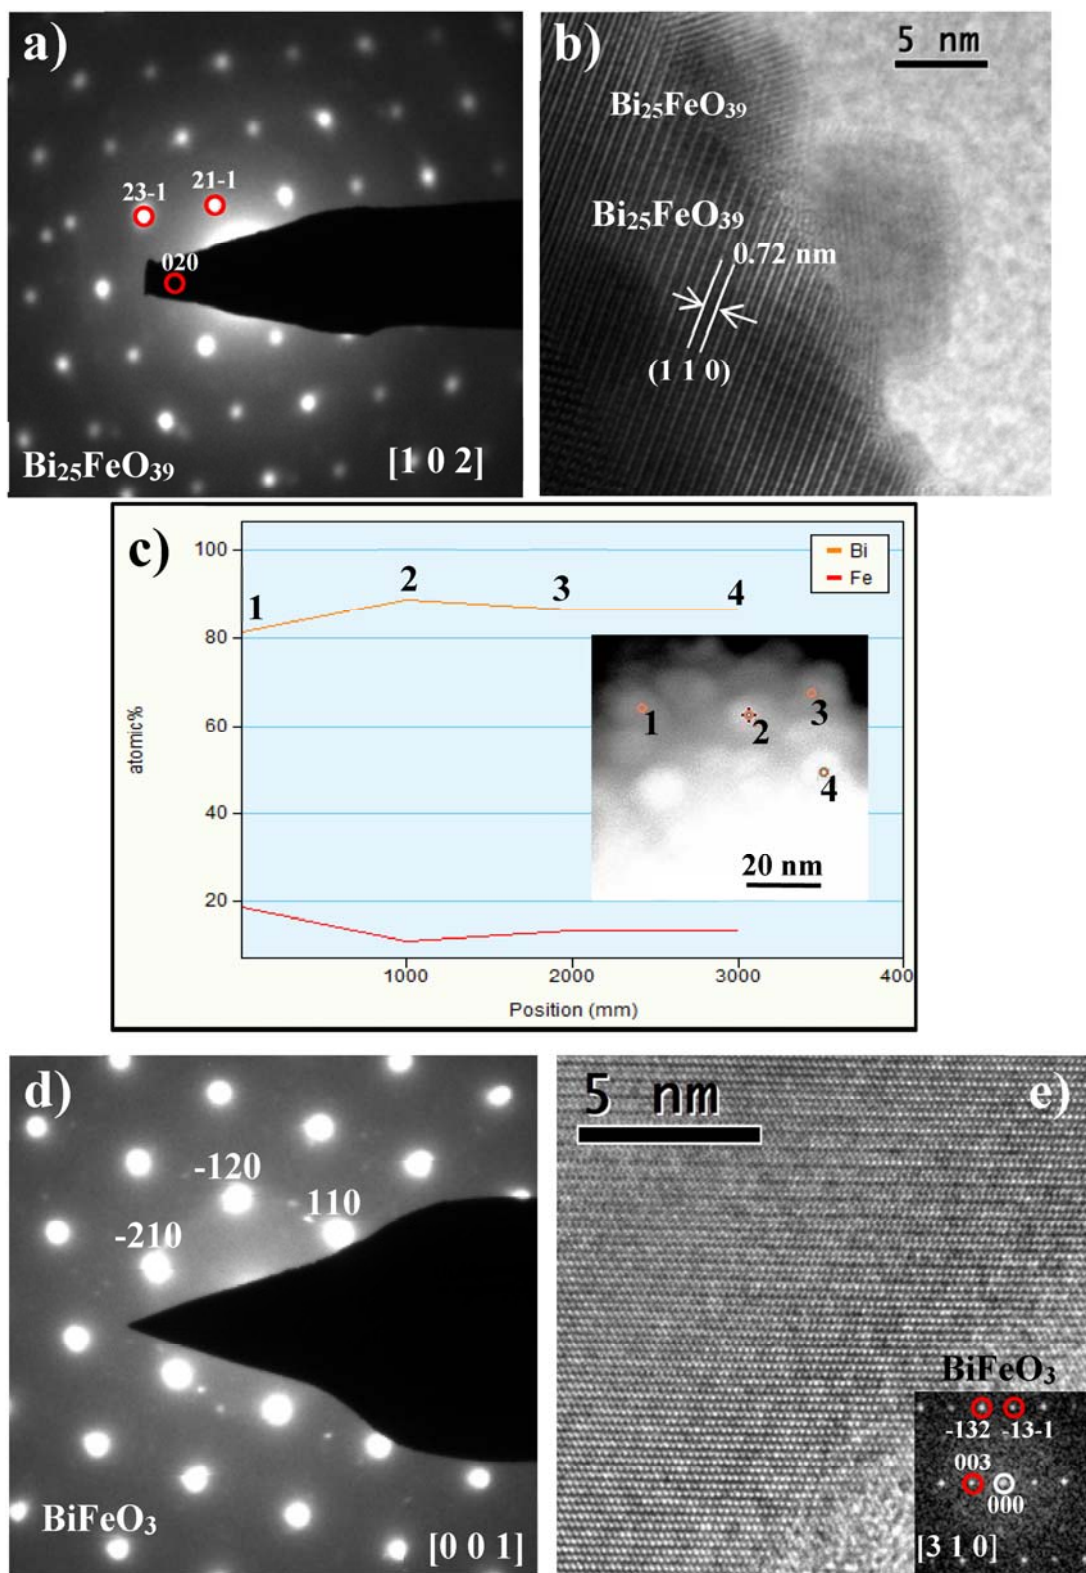 a)
23-1 21-1
020
Bi₂₅FeO₃₉ [1 0 2]
b)
5 nm
Bi₂₅FeO₃₉
Bi₂₅FeO₃₉
0.72 nm
(1 1 0)
c)
100
80
60
40
20
atomic%
1 2 3 4
Bi
Fe
1 2 3
4
20 nm
1000 2000 3000 400
Position (mm)
d)
-120
110
-210
BiFeO₃
[0 0 1]
e)
5 nm
BiFeO₃
-132 -13-1
003
000
[3 1 0]